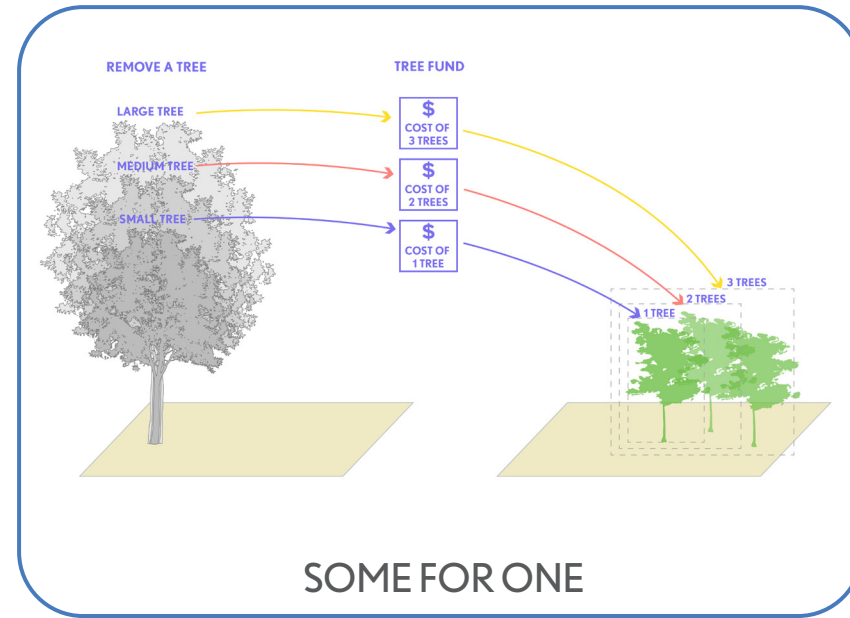 REMOVE A TREE
TREE FUND
LARGE TREE
$
COST OF
3 TREES
MEDIUM TREE
$
COST OF
2 TREES
SMALL TREE
$
COST OF
1 TREE
3 TREES
2 TREES
1 TREE
SOME FOR ONE